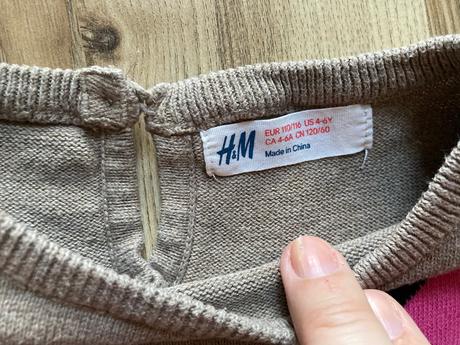 H&M
EUR 110/116 US 4-6Y
CA 4-6A CN 120/60
Made in China